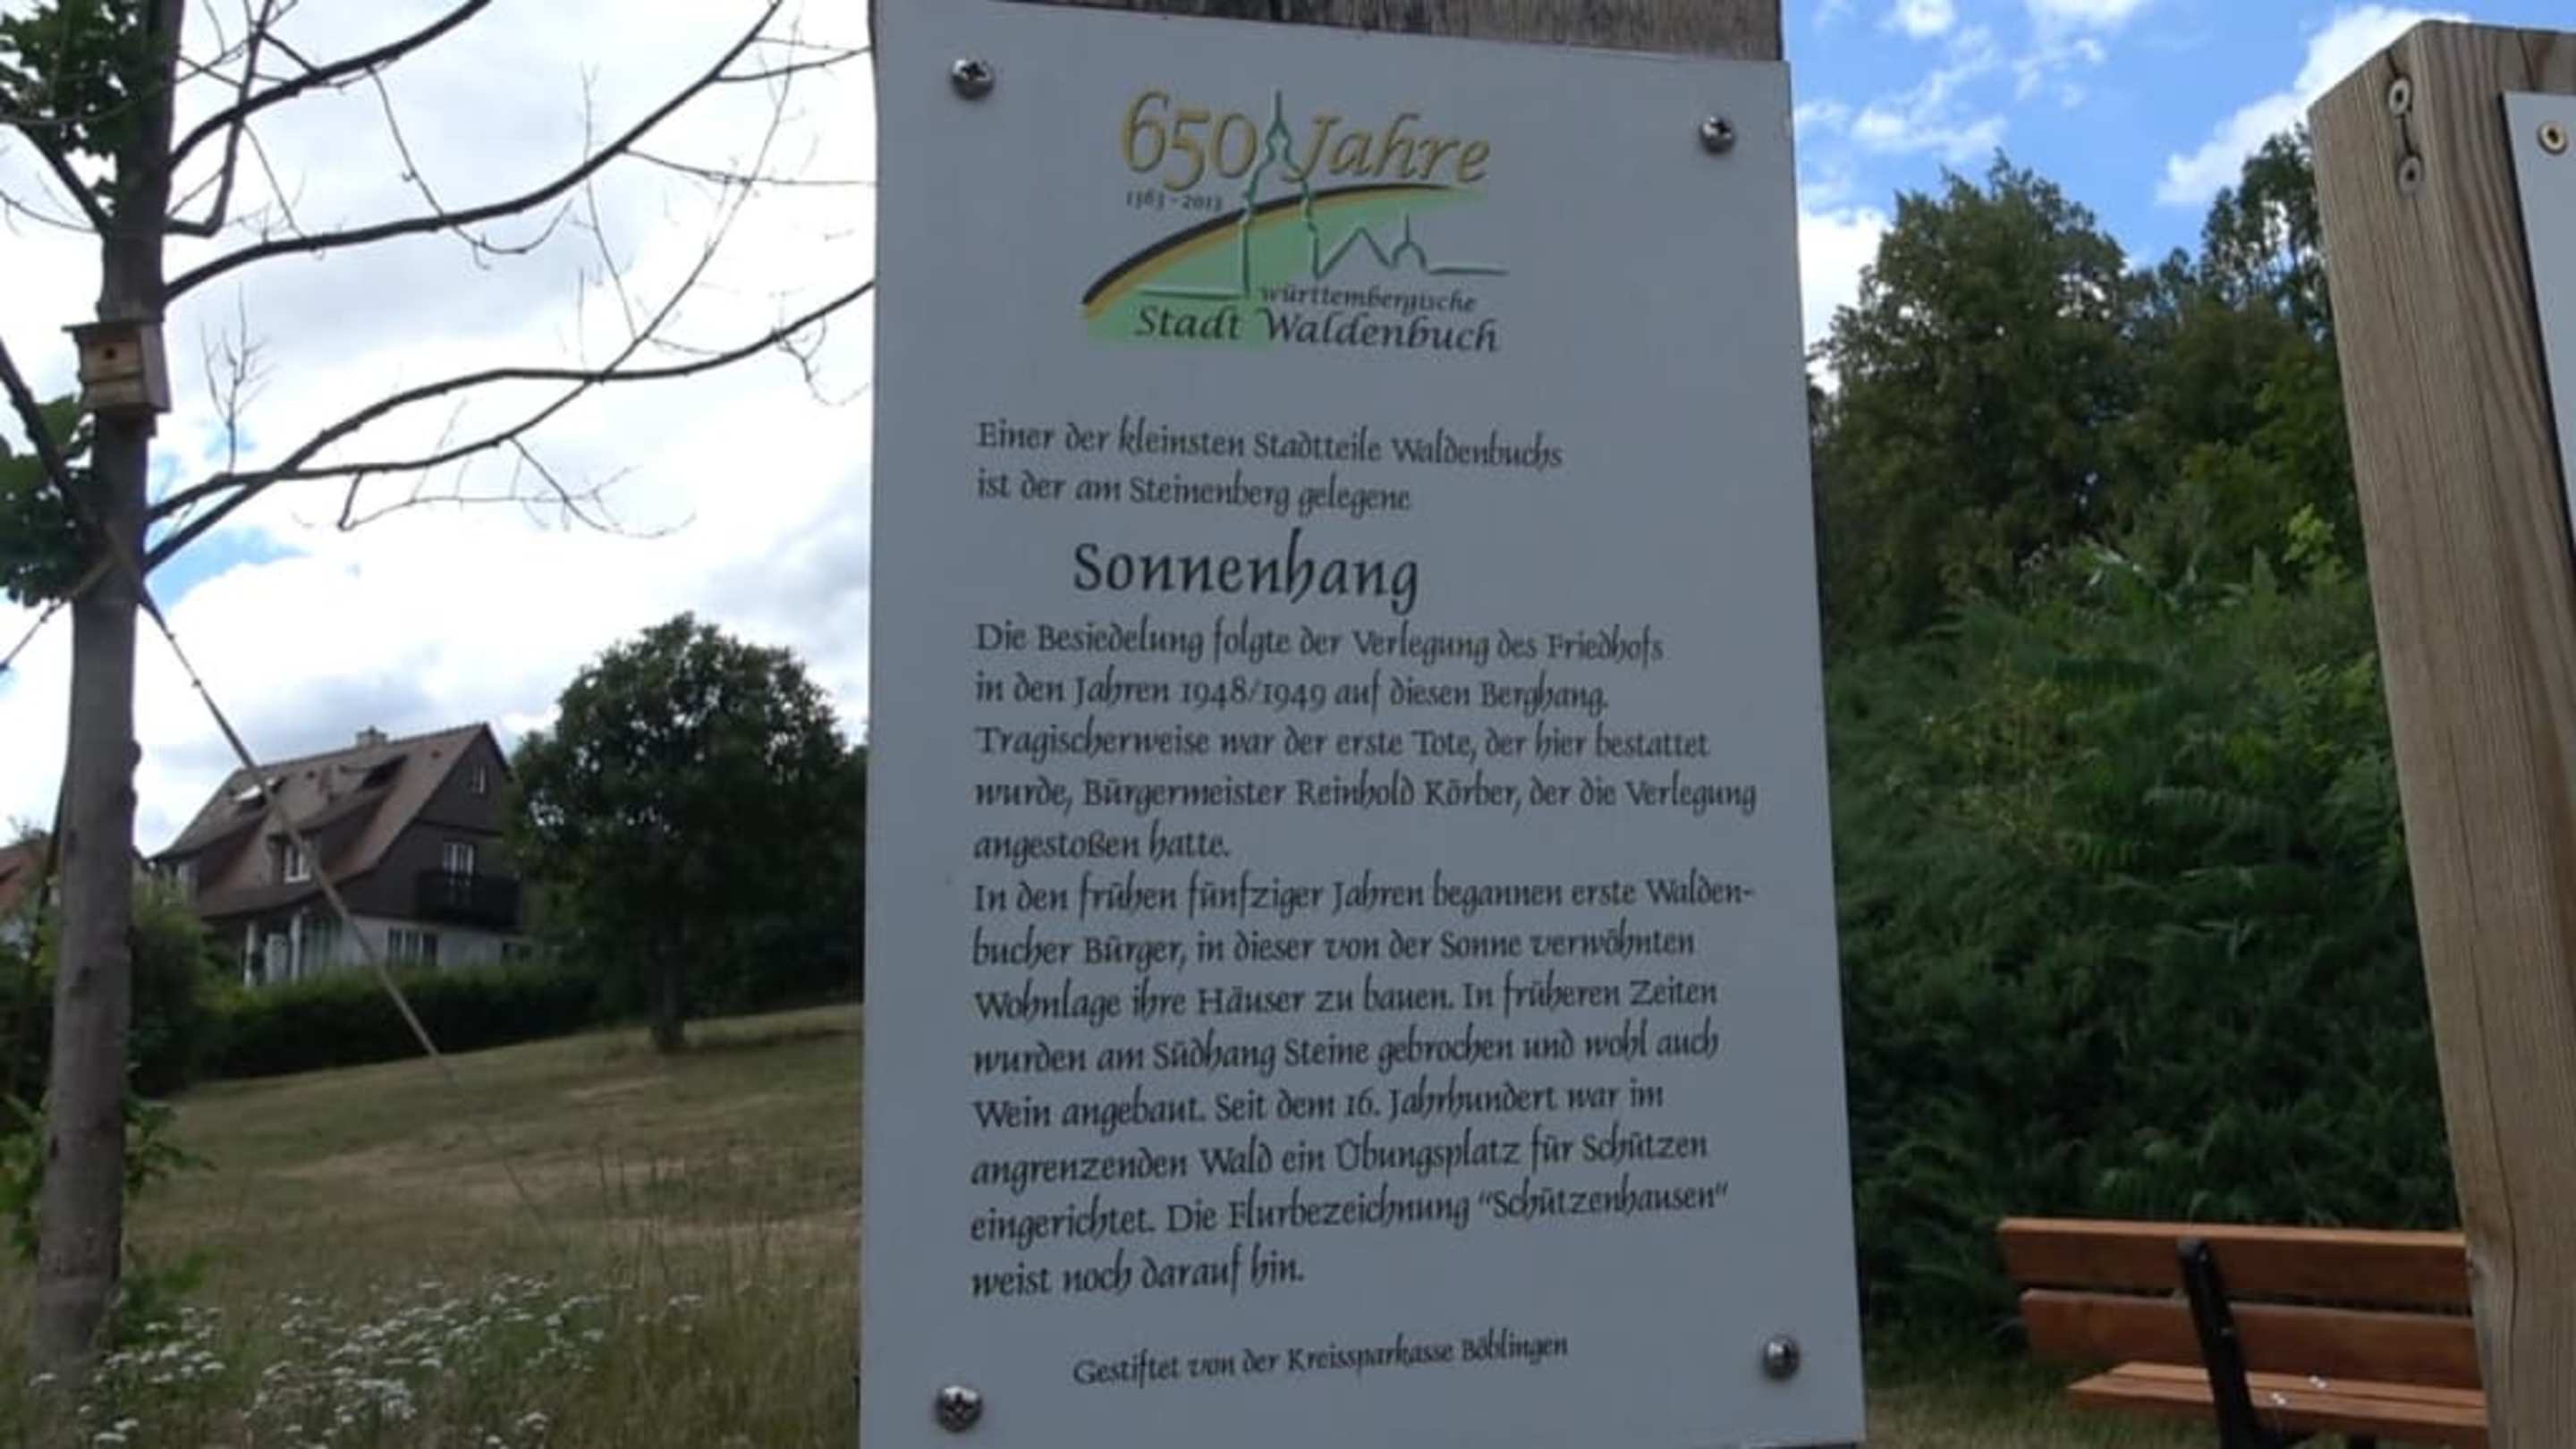 650 Jahre
1363-2013
württembergische
Stadt Waldenbuch
Einer der kleinsten Stadtteile Waldenbuchs
ist der am Steinenberg gelegene
Sonnenhang
Die Besiedelung folgte der Verlegung des Friedhofs
in den Jahren 1948/1949 auf diesen Berghang.
Tragischerweise war der erste Tote, der hier bestattet
wurde, Bürgermeister Reinhold Körber, der die Verlegung
angestoßen hatte.
In den frühen fünfziger Jahren begannen erste Walden-
bucher Bürger, in dieser von der Sonne verwöhnten
Wohnlage ihre Häuser zu bauen. In früheren Zeiten
wurden am Südhang Steine gebrochen und wohl auch
Wein angebaut. Seit dem 16. Jahrhundert war im
angrenzenden Wald ein Übungsplatz für Schützen
eingerichtet. Die Flurbezeichnung "Schützenhausen"
weist noch darauf hin.
Gestiftet von der Kreissparkasse Böblingen